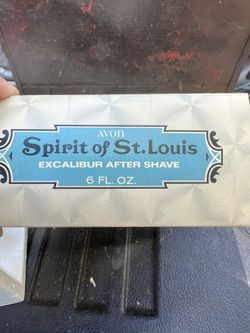 AVON
Spirit of St. Louis
EXCALIBUR AFTER SHAVE
6 FL. OZ.